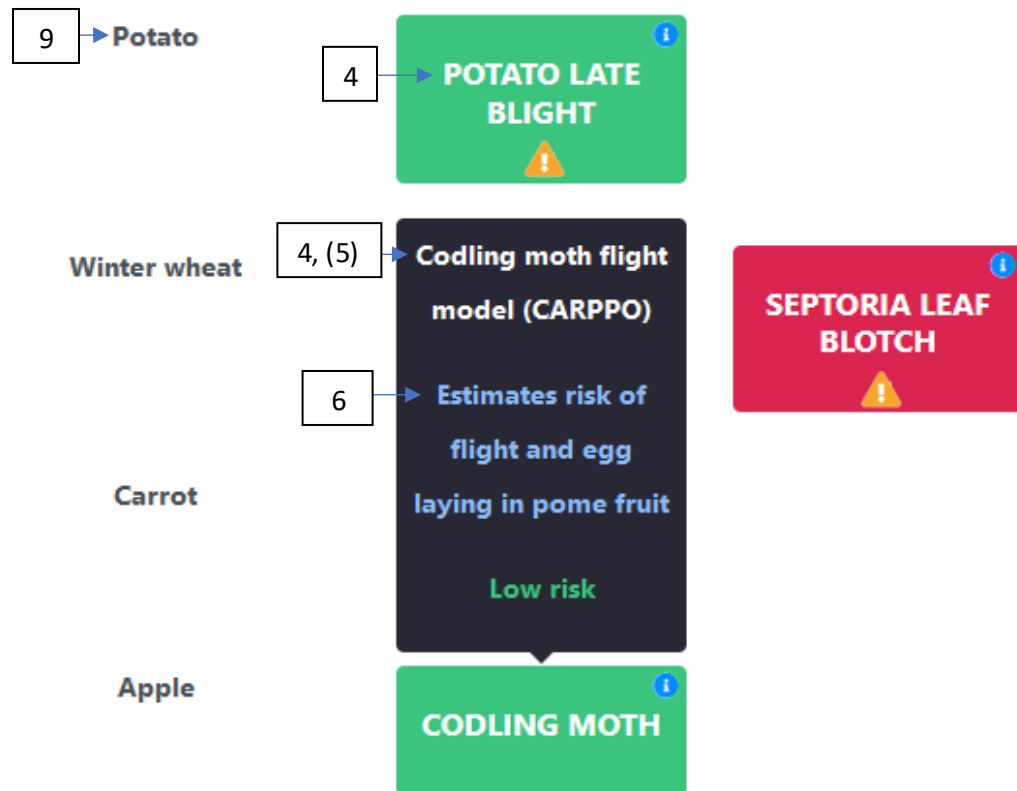 9
Potato
4
POTATO LATE
BLIGHT
Winter wheat
4, (5)
Codling moth flight
model (CARPPO)
SEPTORIA LEAF
BLOTCH
6
Estimates risk of
flight and egg
laying in pome fruit
Carrot
Low risk
Apple
CODLING MOTH